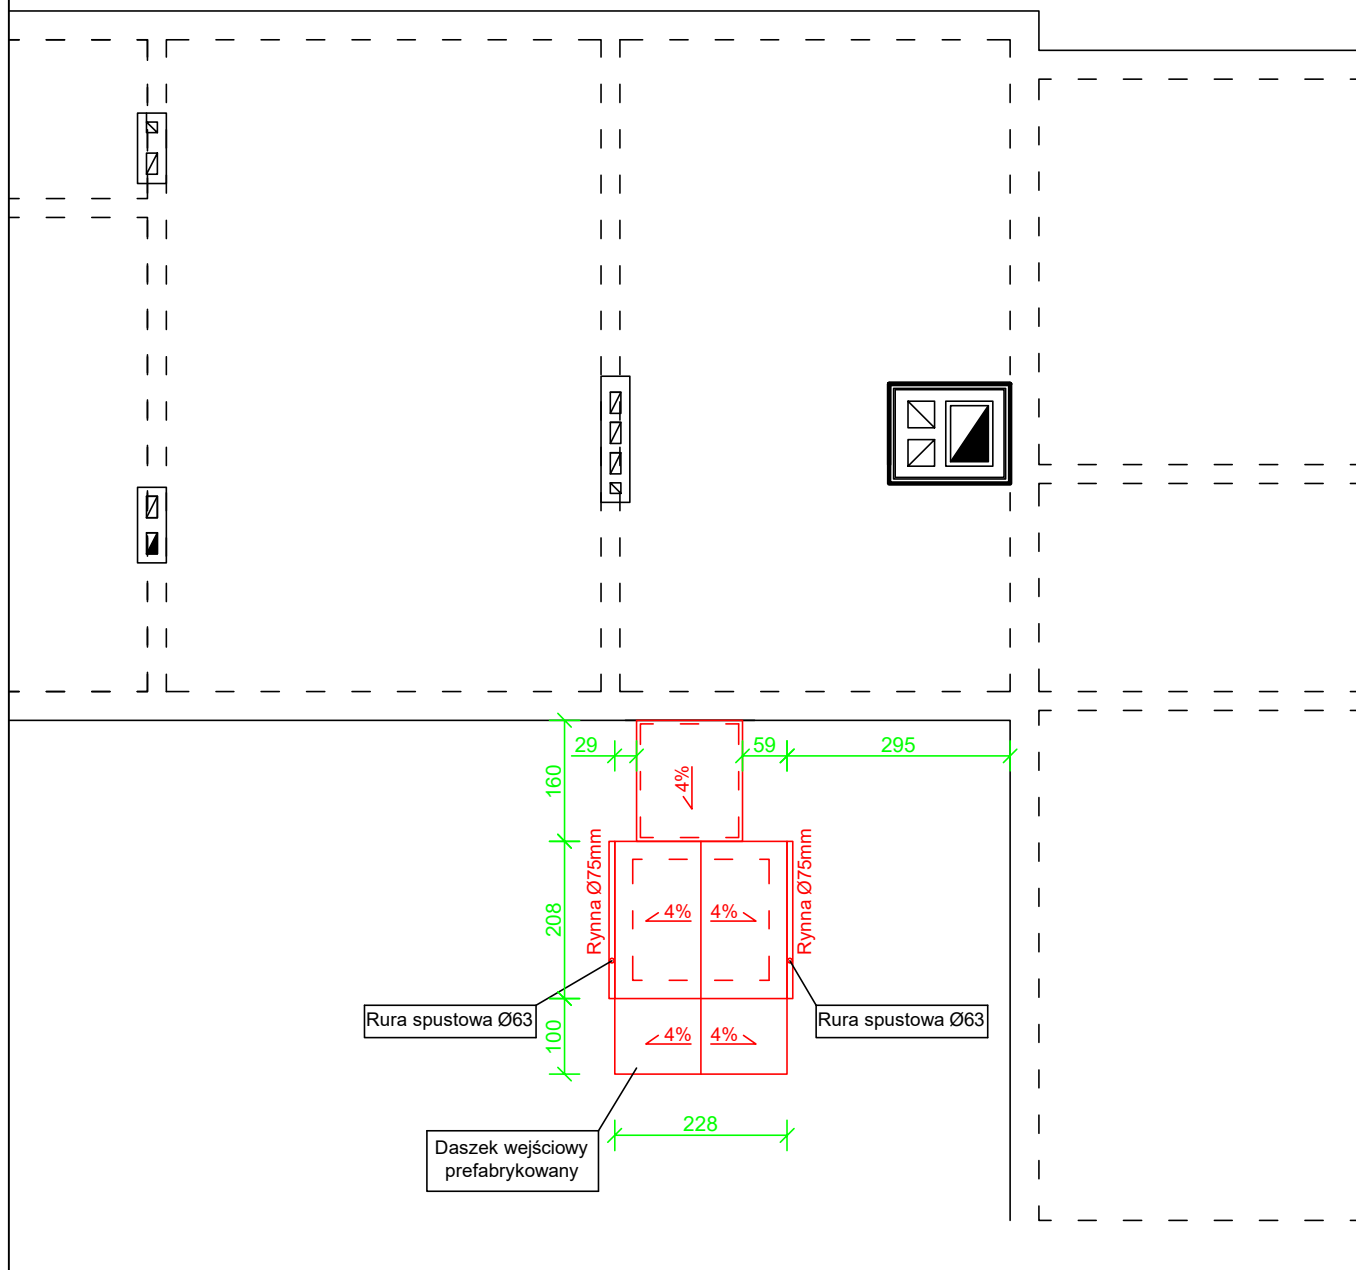 29
59
295
160
4%
Rynna Ø75mm
Rynna Ø75mm
208
4%
4%
Rura spustowa Ø63
Rura spustowa Ø63
100
4%
4%
228
Daszek wejściowy
prefabrykowany